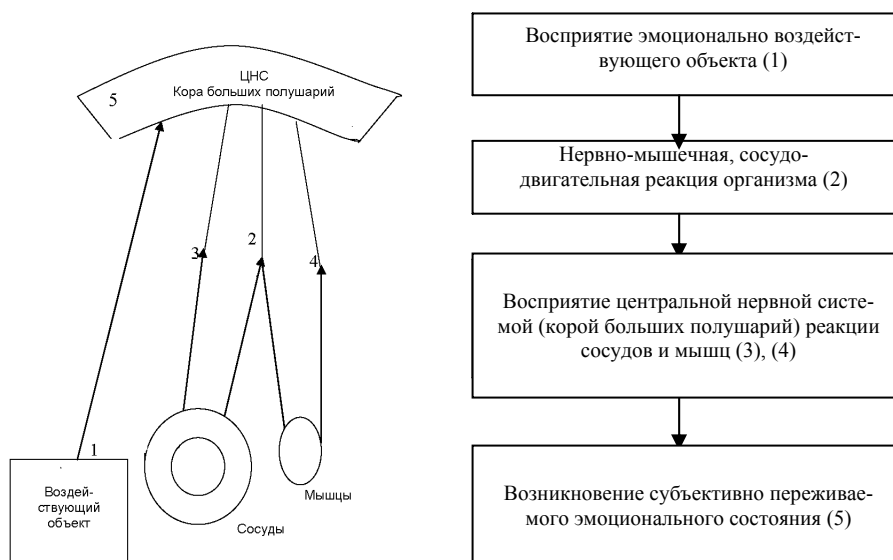 ЦНС
Кора больших полушарий
5
3
2
4
1
Воздей-
ствующий
объект
Сосуды
Мышцы
Восприятие эмоционально воздейст-
вующего объекта (1)
Нервно-мышечная, сосудо-
двигательная реакция организма (2)
Восприятие центральной нервной систе-
мой (корой больших полушарий) реакции
сосудов и мышц (3), (4)
Возникновение субъективно переживае-
мого эмоционального состояния (5)